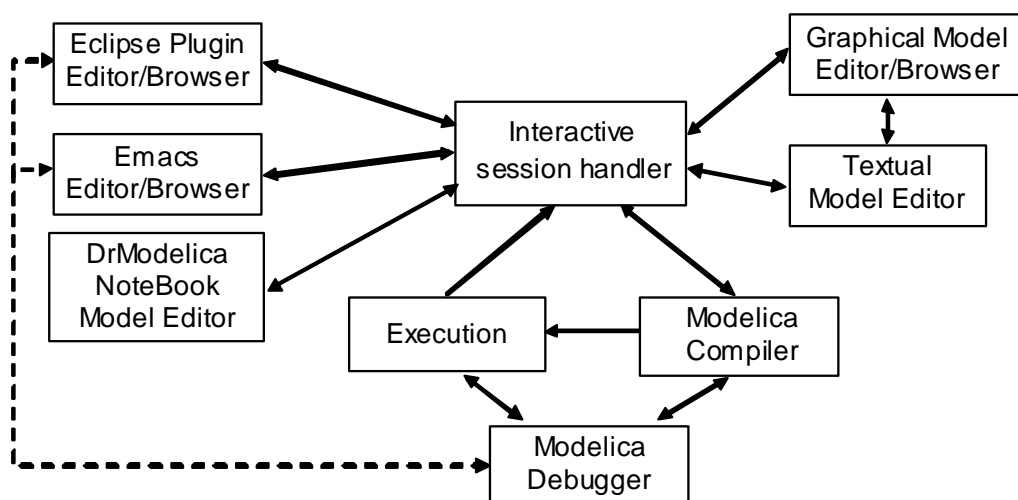 Eclipse Plugin
Editor/Browser
Graphical Model
Editor/Browser
Interactive
session handler
Emacs
Editor/Browser
Textual
Model Editor
DrModelica
NoteBook
Model Editor
Execution
Modelica
Compiler
Modelica
Debugger